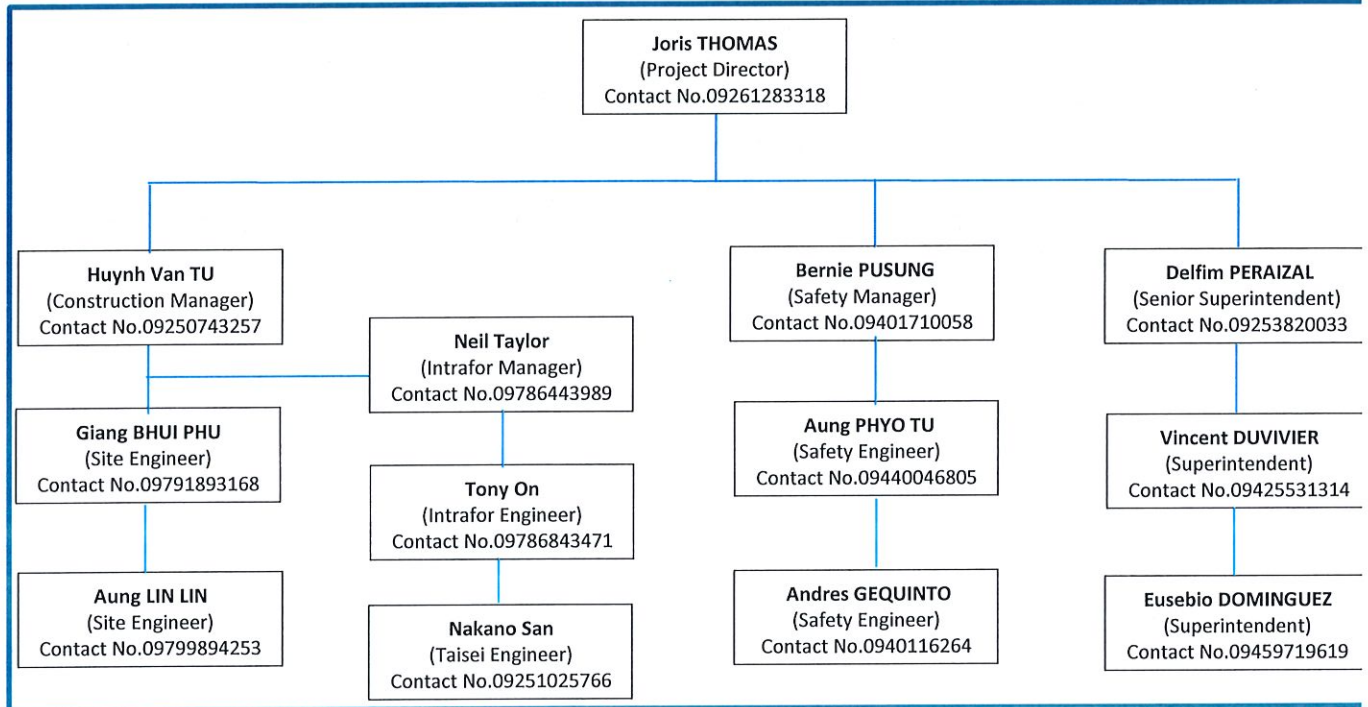 Joris THOMAS
(Project Director)
Contact No.09261283318
Huynh Van TU
(Construction Manager)
Contact No.09250743257
Neil Taylor
(Intrafor Manager)
Contact No.09786443989
Giang BHUI PHU
(Site Engineer)
Contact No.09791893168
Tony On
(Intrafor Engineer)
Contact No.09786843471
Aung LIN LIN
(Site Engineer)
Contact No.09799894253
Nakano San
(Taisei Engineer)
Contact No.09251025766
Bernie PUSUNG
(Safety Manager)
Contact No.09401710058
Aung PHYO TU
(Safety Engineer)
Contact No.09440046805
Andres GEQUINTO
(Safety Engineer)
Contact No.0940116264
Delfim PERAIZAL
(Senior Superintendent)
Contact No.09253820033
Vincent DUVIVIER
(Superintendent)
Contact No.09425531314
Eusebio DOMINGUEZ
(Superintendent)
Contact No.09459719619